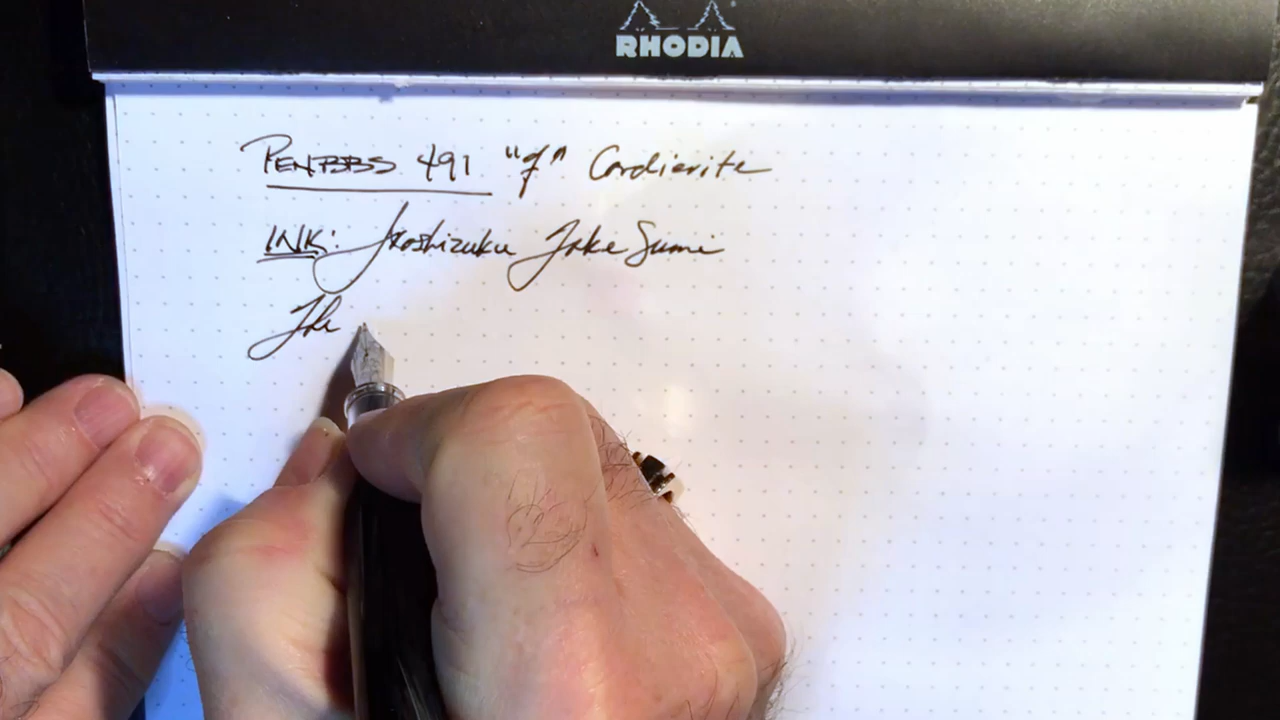 RHODIA
PENBBS 491 "f" Cordierite
INK: Iroshizuku Take Sumi
The